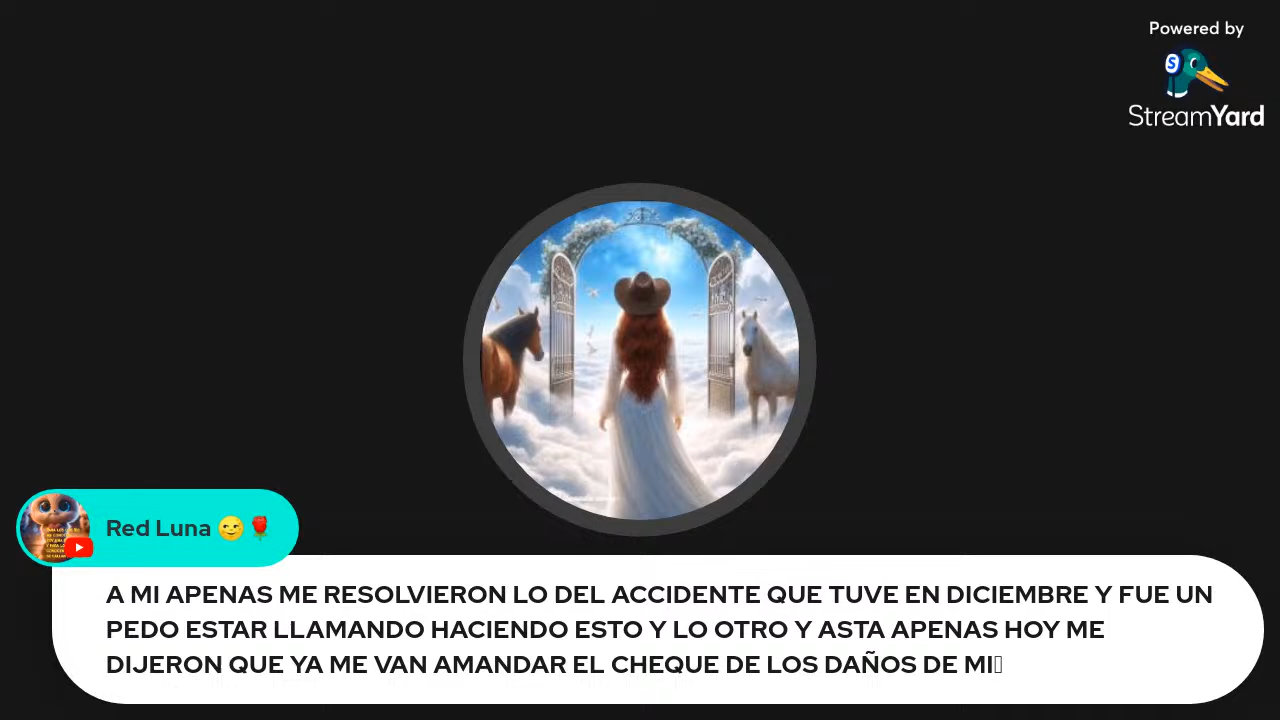 Powered by
StreamYard
Red Luna 🌝🌹
A MI APENAS ME RESOLVIERON LO DEL ACCIDENTE QUE TUVE EN DICIEMBRE Y FUE UN
PEDO ESTAR LLAMANDO HACIENDO ESTO Y LO OTRO Y ASTA APENAS HOY ME
DIJERON QUE YA ME VAN AMANDAR EL CHEQUE DE LOS DAÑOS DE MI